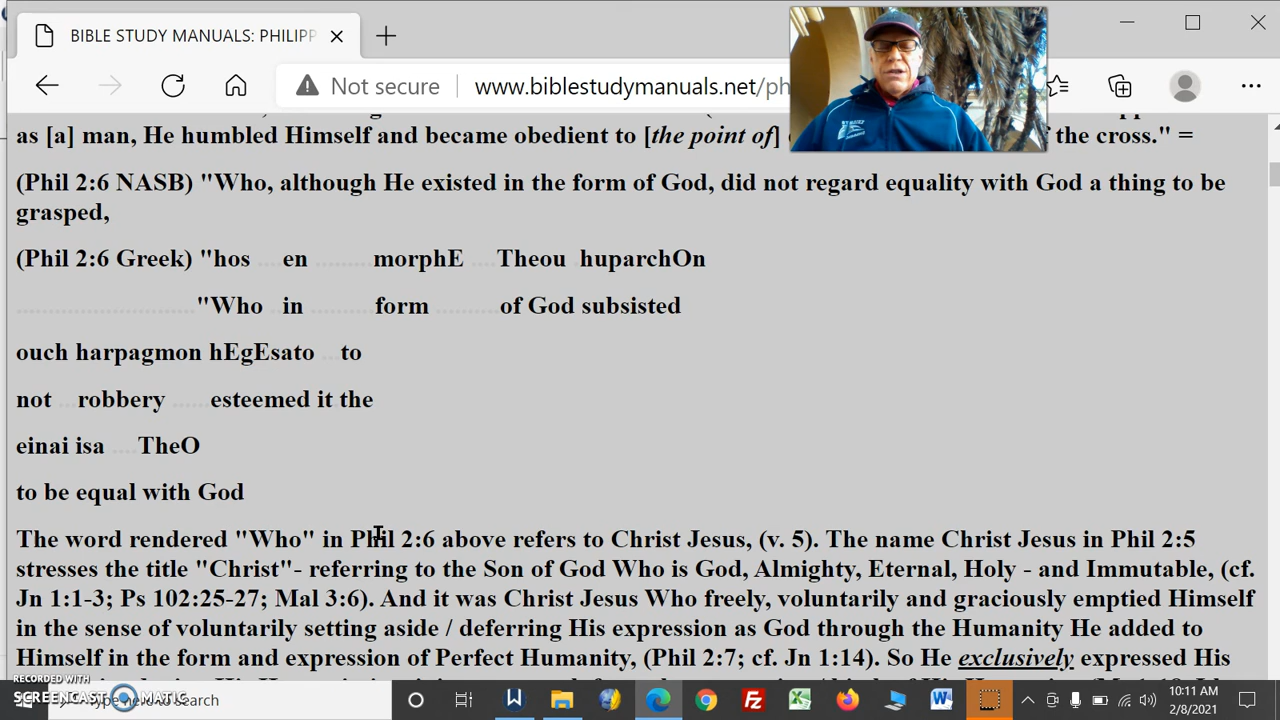 BIBLE STUDY MANUALS: PHILIPP
Not secure
www.biblestudymanuals.net/ph
as [a] man, He humbled Himself and became obedient to [the point of]
f the cross." =
(Phil 2:6 NASB) "Who, although He existed in the form of God, did not regard equality with God a thing to be
grasped,
(Phil 2:6 Greek) "hos ....en .........morphE ....Theou huparchOn
............................"Who ..in ..........form .........of God subsisted
ouch harpagmon hEgEsato ...to
not ...robbery ......esteemed it the
einai isa ....TheO
to be equal with God
The word rendered "Who" in Phil 2:6 above refers to Christ Jesus, (v. 5). The name Christ Jesus in Phil 2:5
stresses the title "Christ"- referring to the Son of God Who is God, Almighty, Eternal, Holy - and Immutable, (cf.
Jn 1:1-3; Ps 102:25-27; Mal 3:6). And it was Christ Jesus Who freely, voluntarily and graciously emptied Himself
in the sense of voluntarily setting aside / deferring His expression as God through the Humanity He added to
Himself in the form and expression of Perfect Humanity, (Phil 2:7; cf. Jn 1:14). So He exclusively expressed His
RECORDED WITH
SCREENCAST MATIC
here to search
10:11 AM
2/8/2021